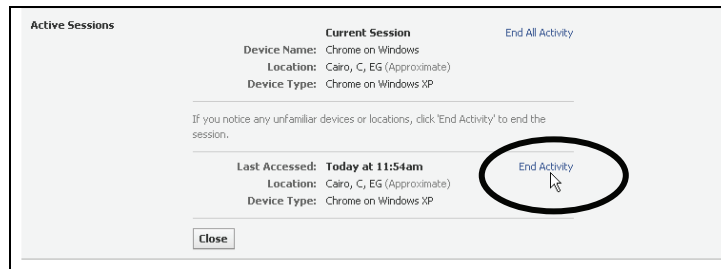 Active Sessions
Current Session End All Activity
Device Name: Chrome on Windows
Location: Cairo, C, EG (Approximate)
Device Type: Chrome on Windows XP
If you notice any unfamiliar devices or locations, click 'End Activity' to end the
session.
Last Accessed: Today at 11:54am End Activity
Location: Cairo, C, EG (Approximate)
Device Type: Chrome on Windows XP
Close